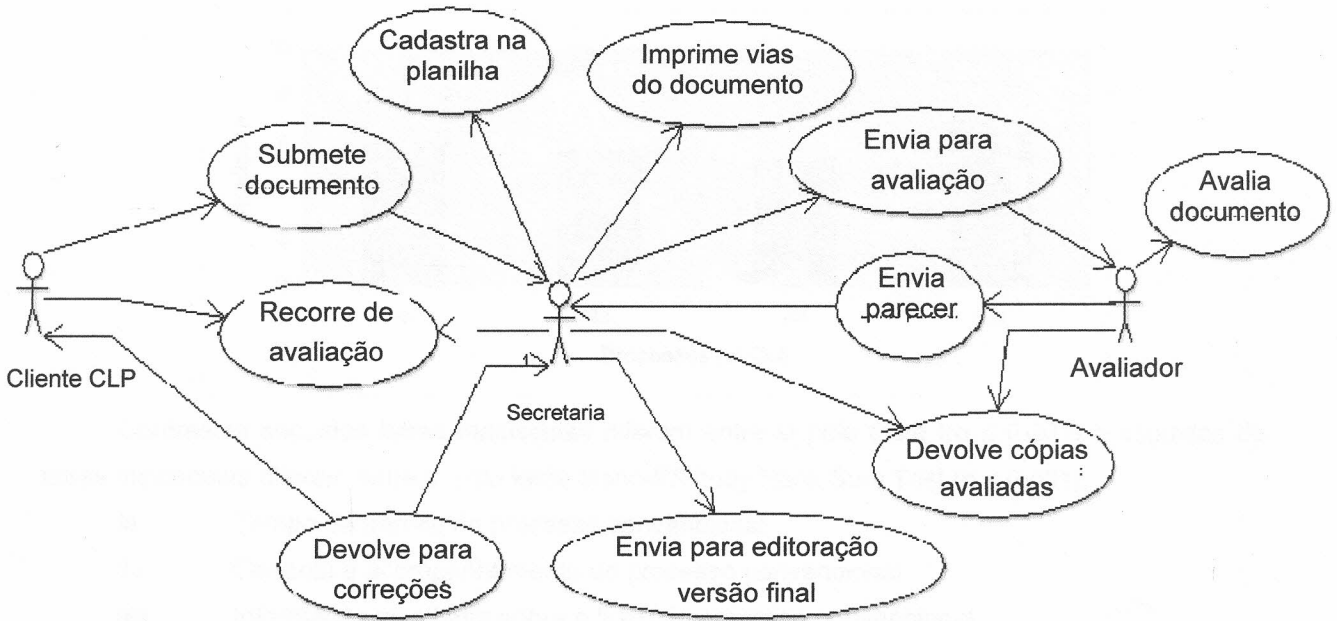 Cadastra na
planilha
Imprime vias
do documento
Submete
documento
Envia para
avaliação
Avalia
documento
Recorre de
avaliação
Envia
parecer
Cliente CLP
Secretaria
Avaliador
Devolve cópias
avaliadas
Devolve para
correções
Envia para editoração
versão final